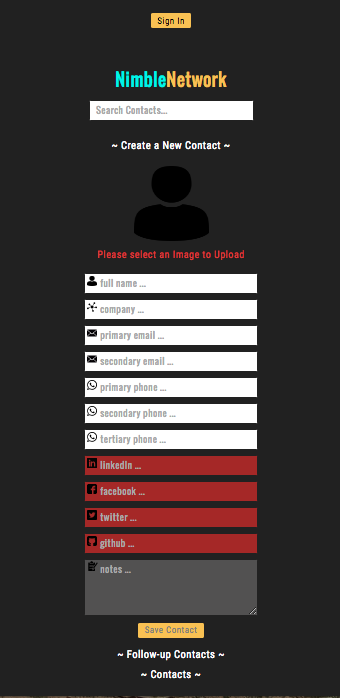 Sign In
NimbleNetwork
Search Contacts...
~ Create a New Contact ~
Please select an Image to Upload
full name ...
company ...
primary email ...
secondary email ...
primary phone ...
secondary phone ...
tertiary phone ...
linkedin ...
facebook ...
twitter ...
github ...
notes ...
Save Contact
~ Follow-up Contacts ~
~ Contacts ~